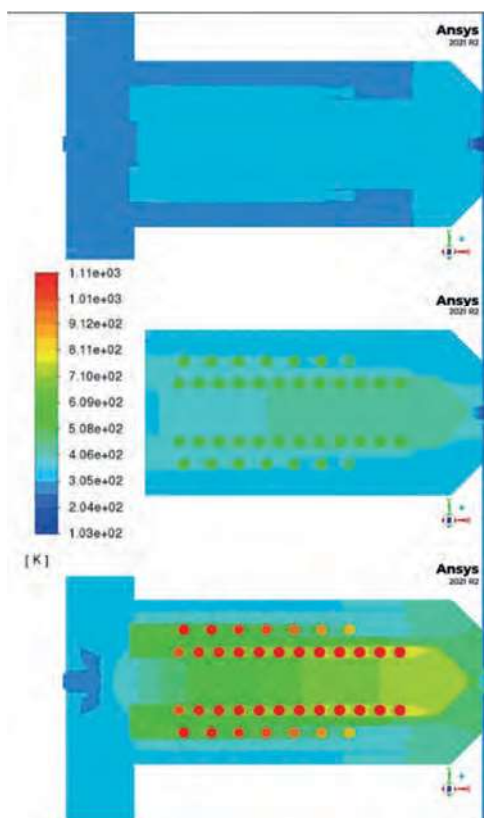 Ansys
2021 R2
1.11e+03
1.01e+03
9.12e+02
8.11e+02
7.10e+02
6.09e+02
5.08e+02
4.06e+02
3.05e+02
2.04e+02
1.03e+02
[ K ]
Ansys
2021 R2
Ansys
2021 R2